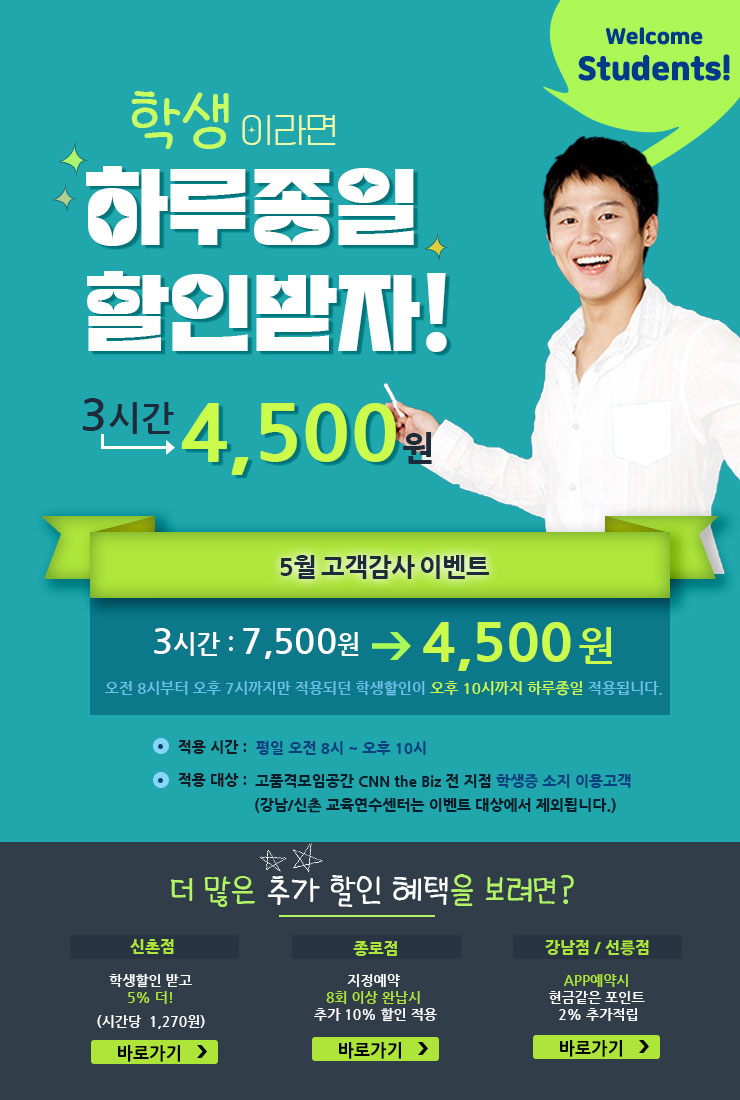 Welcome
Students!
학생이라면
하루종일
할인받자!
3시간
4,500원
5월 고객감사 이벤트
3시간 : 7,500원 → 4,500원
오전 8시부터 오후 7시까지만 적용되던 학생할인이 오후 10시까지 하루종일 적용됩니다.
적용 시간 : 평일 오전 8시 ~ 오후 10시
적용 대상 : 고품격모임공간 CNN the Biz 전 지점 학생증 소지 이용고객
(강남/신촌 교육연수센터는 이벤트 대상에서 제외됩니다.)
더 많은 추가 할인 혜택을 보려면?
신촌점
학생할인 받고
5% 더!
(시간당 1,270원)
바로가기 >
종로점
지정예약
8회 이상 완납시
추가 10% 할인 적용
바로가기 >
강남점 / 선릉점
APP예약시
현금같은 포인트
2% 추가적립
바로가기 >